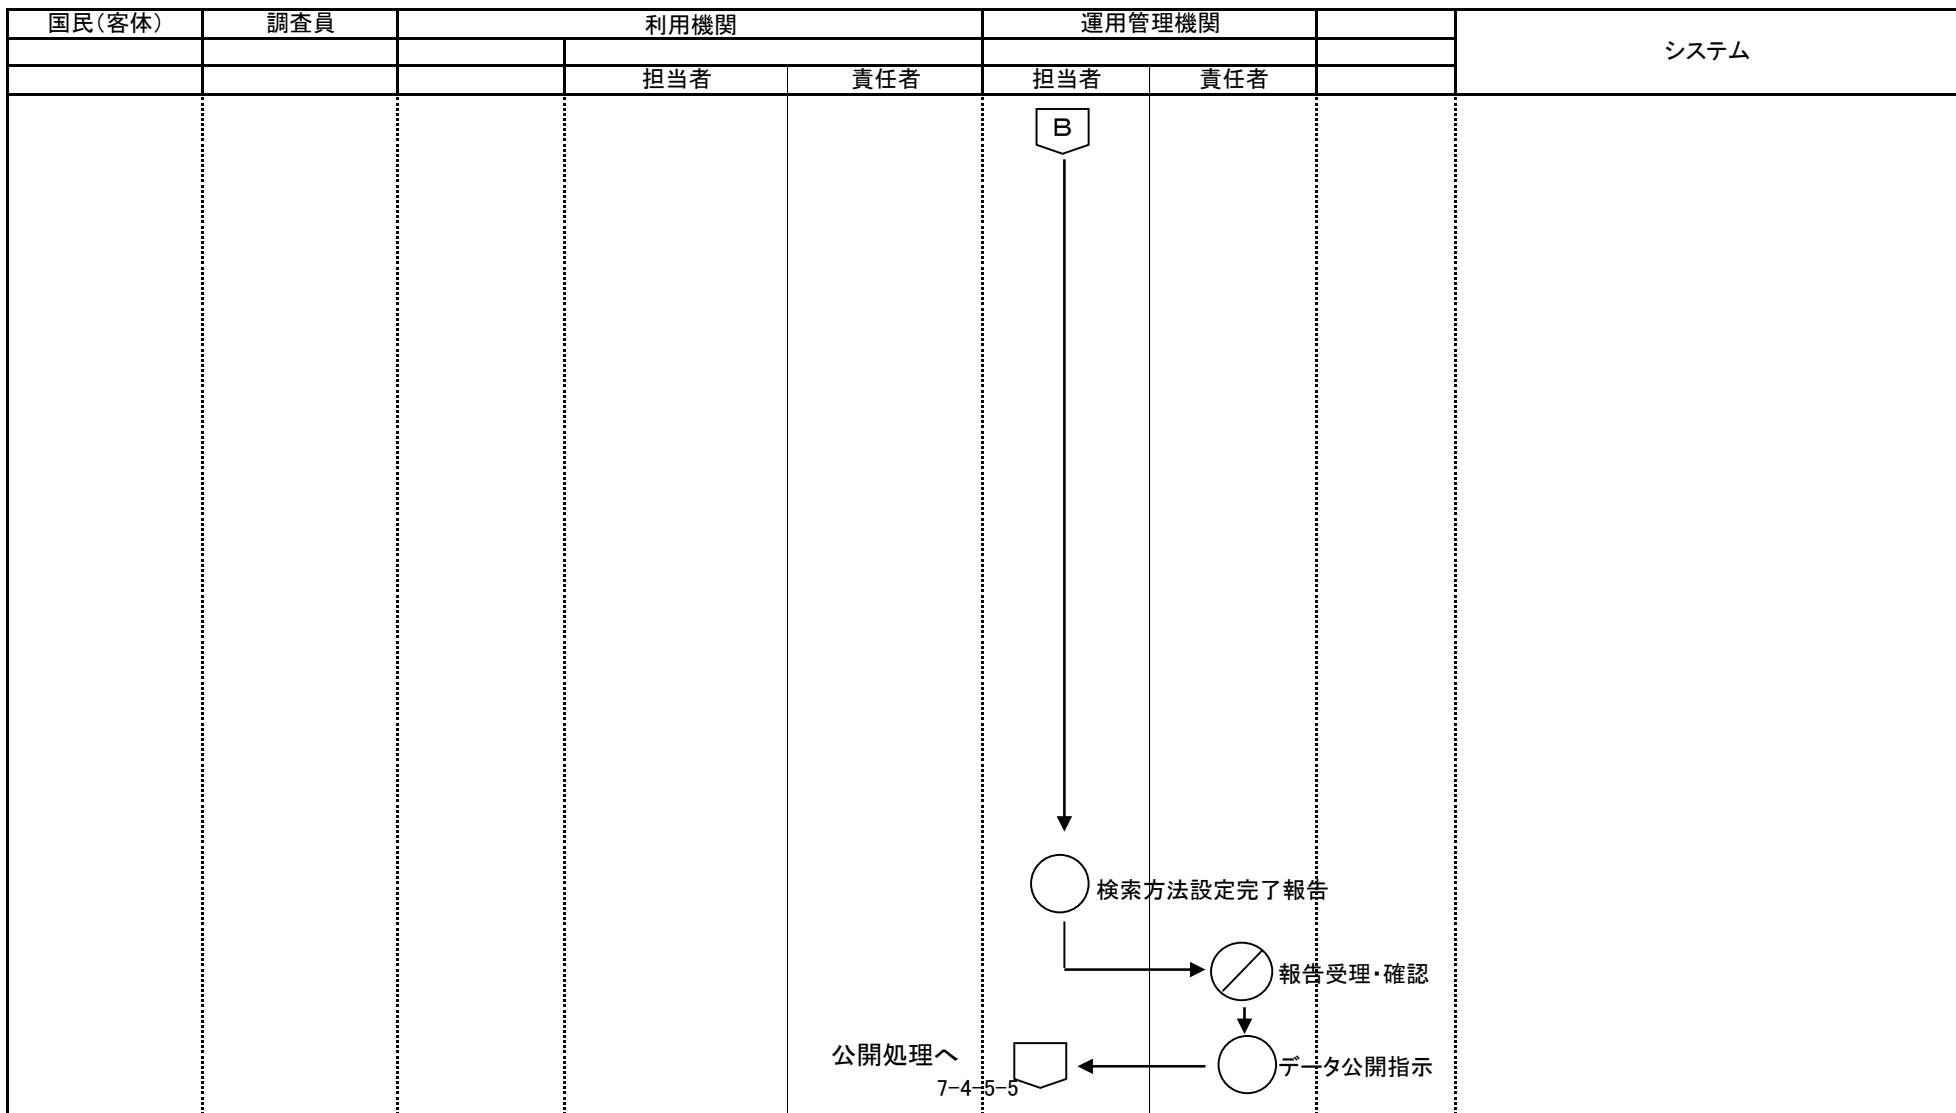 国民(客体) 調査員 利用機関 運用管理機関
システム
担当者 責任者 担当者 責任者
B
検索方法設定完了報告
報告受理・確認
公開処理へ
データ公開指示
7-4-5-5